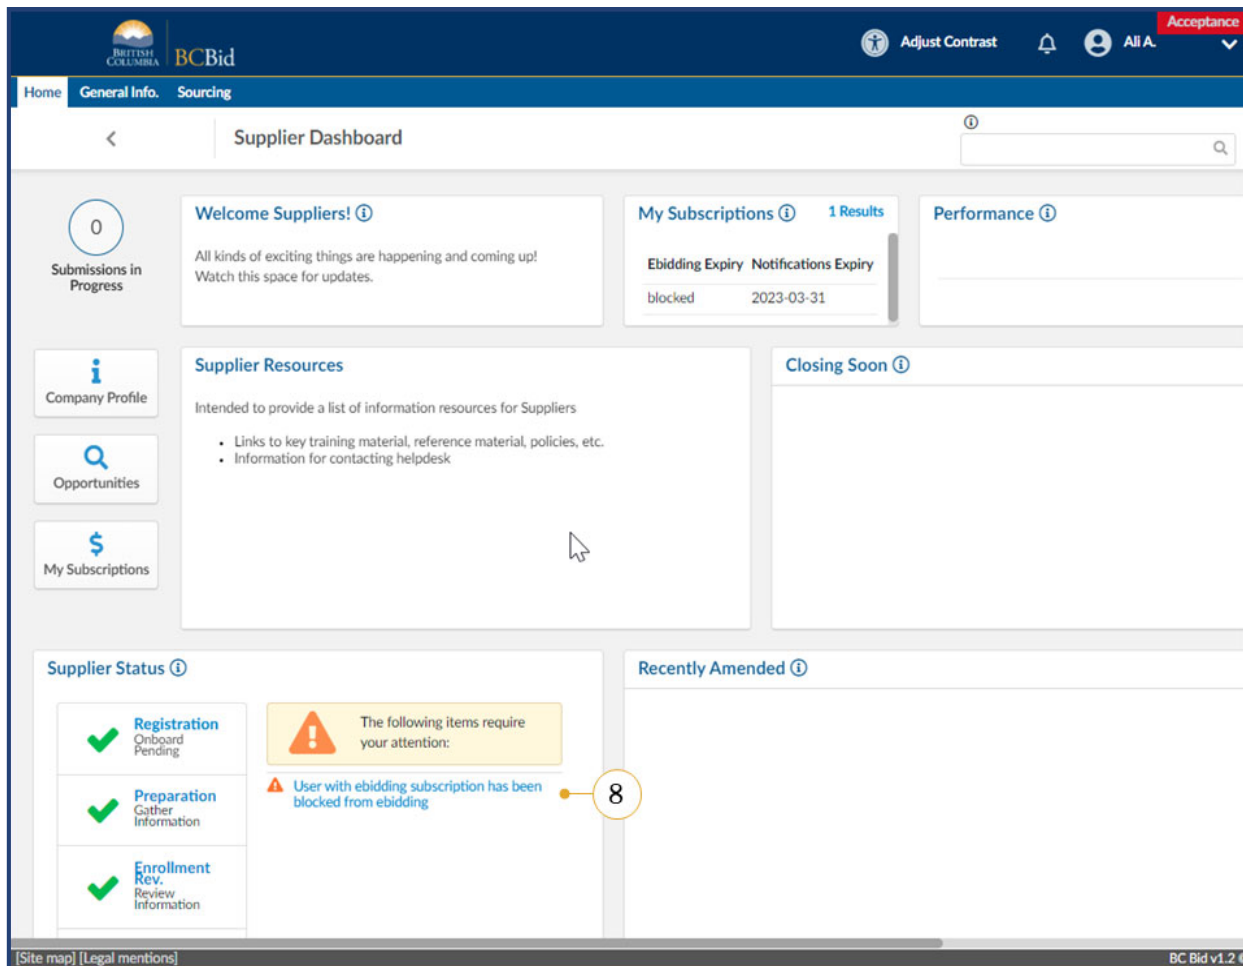 Acceptance
BRITISH
COLUMBIA
BCBid
Adjust Contrast
Ali A.
Home General Info. Sourcing
Supplier Dashboard
0
Submissions in
Progress
Welcome Suppliers!
All kinds of exciting things are happening and coming up!
Watch this space for updates.
My Subscriptions 1 Results
Ebidding Expiry Notifications Expiry
blocked 2023-03-31
Performance
Company Profile
Opportunities
My Subscriptions
Supplier Resources
Intended to provide a list of information resources for Suppliers
• Links to key training material, reference material, policies, etc.
• Information for contacting helpdesk
Closing Soon
Supplier Status
Registration
Onboard
Pending
Preparation
Gather
Information
Enrollment
Rev.
Review
Information
The following items require
your attention:
User with ebidding subscription has been
blocked from ebidding
8
Recently Amended
[Site map] [Legal mentions]
BC Bid v1.2 ©